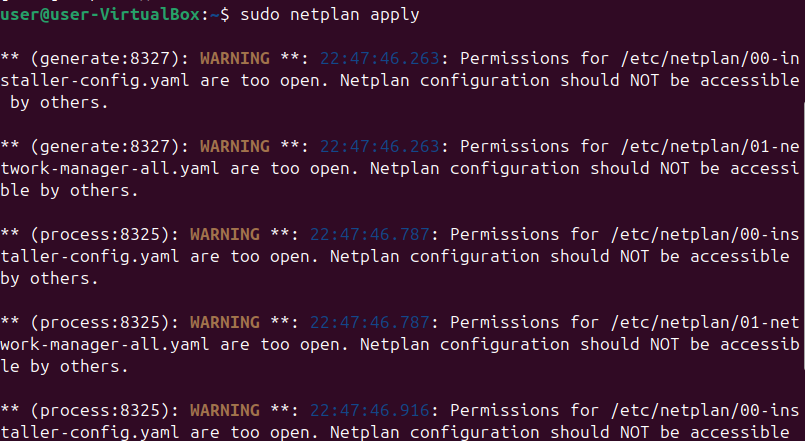 user@user-VirtualBox:~$ sudo netplan apply
** (generate:8327): WARNING **: 22:47:46.263: Permissions for /etc/netplan/00-in
staller-config.yaml are too open. Netplan configuration should NOT be accessible
 by others.
** (generate:8327): WARNING **: 22:47:46.263: Permissions for /etc/netplan/01-ne
twork-manager-all.yaml are too open. Netplan configuration should NOT be accessi
ble by others.
** (process:8325): WARNING **: 22:47:46.787: Permissions for /etc/netplan/00-ins
taller-config.yaml are too open. Netplan configuration should NOT be accessible
by others.
** (process:8325): WARNING **: 22:47:46.787: Permissions for /etc/netplan/01-net
work-manager-all.yaml are too open. Netplan configuration should NOT be accessib
le by others.
** (process:8325): WARNING **: 22:47:46.916: Permissions for /etc/netplan/00-ins
taller-config.yaml are too open. Netplan configuration should NOT be accessible